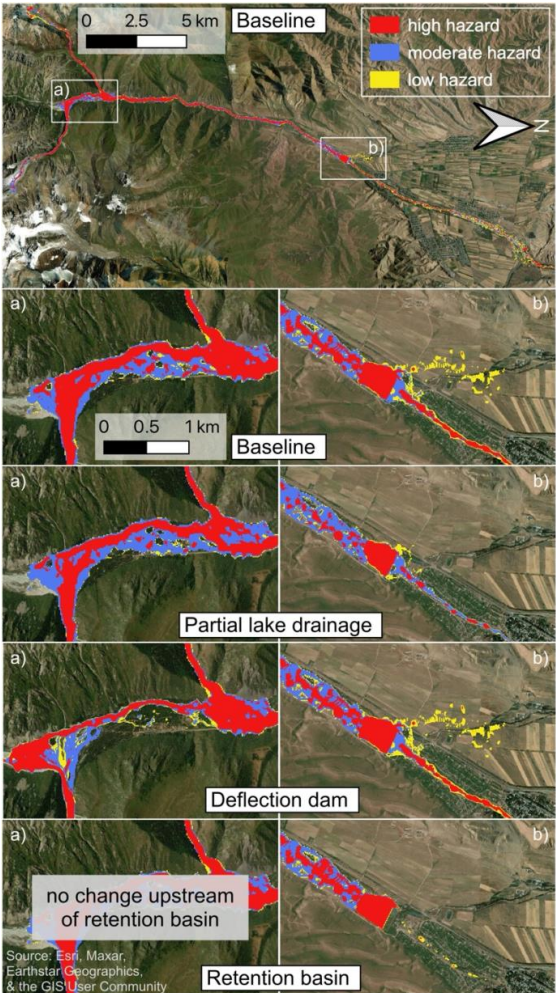 0 2.5 5 km
Baseline
high hazard
moderate hazard
low hazard
N
a)
b)
a)
b)
0 0.5 1 km
Baseline
a)
b)
Partial lake drainage
a)
b)
Deflection dam
a)
b)
no change upstream
of retention basin
Source: Esri, Maxar,
Earthstar Geographics,
& the GIS User Community
Retention basin